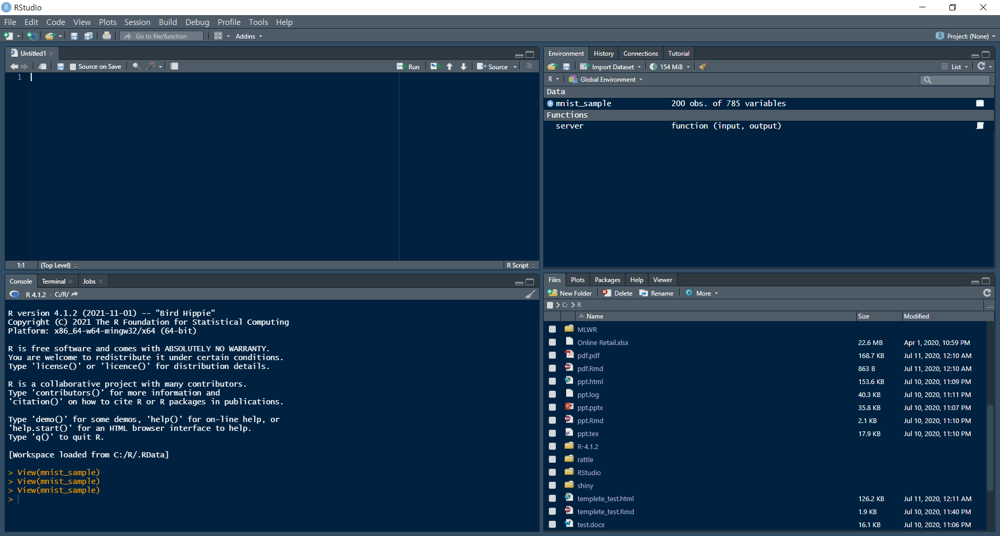 RStudio
File Edit Code View Plots Session Build Debug Profile Tools Help
Go to file/function Addins Project: (None)
Untitled1
Source on Save Run Source
1
1:1 (Top Level) R Script
Console Terminal Jobs
R 4.1.2 · C:/R/
R version 4.1.2 (2021-11-01) -- "Bird Hippie"
Copyright (C) 2021 The R Foundation for Statistical Computing
Platform: x86_64-w64-mingw32/x64 (64-bit)
R is free software and comes with ABSOLUTELY NO WARRANTY.
You are welcome to redistribute it under certain conditions.
Type 'license()' or 'licence()' for distribution details.
R is a collaborative project with many contributors.
Type 'contributors()' for more information and
'citation()' on how to cite R or R packages in publications.
Type 'demo()' for some demos, 'help()' for on-line help, or
'help.start()' for an HTML browser interface to help.
Type 'q()' to quit R.
[Workspace loaded from C:/R/.RData]
> View(mnist_sample)
> View(mnist_sample)
> View(mnist_sample)
>
Environment History Connections Tutorial
Import Dataset 154 MiB List
R Global Environment
Data
mnist_sample 200 obs. of 785 variables
Functions
server function (input, output)
Files Plots Packages Help Viewer
New Folder Delete Rename More
C: > R ...
Name Size Modified
MLWR
Online Retail.xlsx 22.6 MB Apr 1, 2020, 10:59 PM
pdf.pdf 168.7 KB Jul 11, 2020, 12:10 AM
pdf.Rmd 863 B Jul 11, 2020, 12:10 AM
ppt.html 153.6 KB Jul 10, 2020, 11:09 PM
ppt.log 40.3 KB Jul 10, 2020, 11:11 PM
ppt.pptx 35.8 KB Jul 10, 2020, 11:07 PM
ppt.Rmd 2.1 KB Jul 10, 2020, 11:10 PM
ppt.tex 17.9 KB Jul 10, 2020, 11:10 PM
R-4.1.2
rattle
RStudio
shiny
templete_test.html 126.2 KB Jul 11, 2020, 12:11 AM
templete_test.Rmd 1.9 KB Jul 10, 2020, 11:40 PM
test.docx 16.1 KB Jul 10, 2020, 11:06 PM